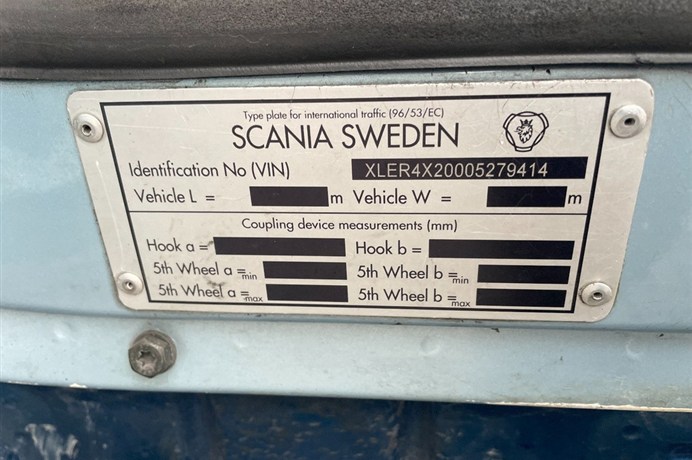 Type plate for international traffic (96/53/EC)
SCANIA SWEDEN
Identification No (VIN) XLER4X20005279414
Vehicle L = m Vehicle W = m
Coupling device measurements (mm)
Hook a = Hook b =
5th Wheel a =min 5th Wheel b =min
5th Wheel a =max 5th Wheel b =max